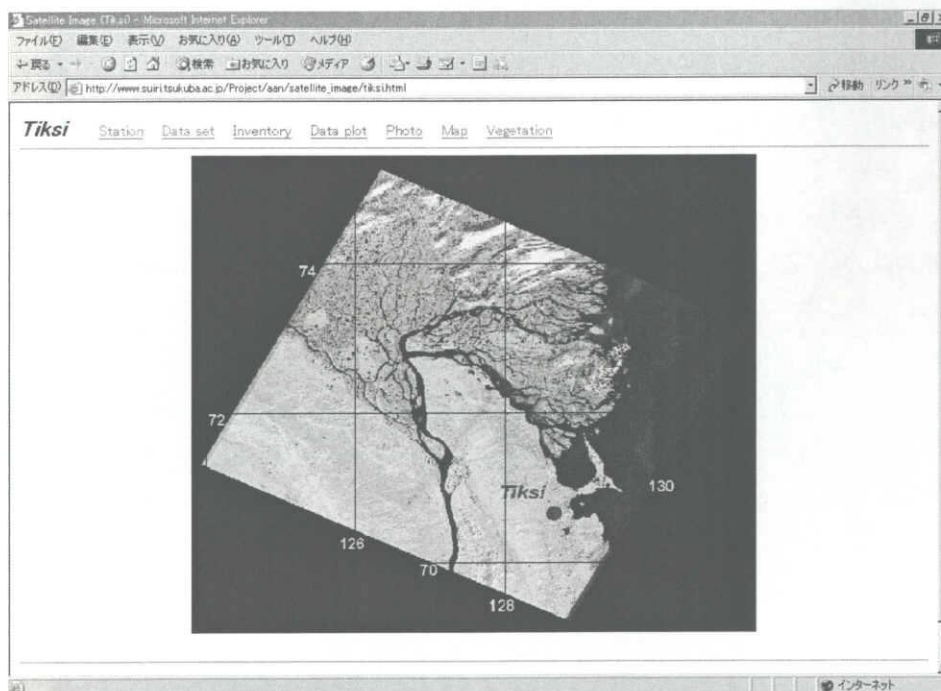 Satellite Image (Tiksi) - Microsoft Internet Explorer
ファイル(F) 編集(E) 表示(V) お気に入り(A) ツール(T) ヘルプ(H)
戻る 検索 お気に入り メディア
アドレス(D) http://www.suiri.tsukuba.ac.jp/Project/aan/satellite_image/tiksi.html 移動 リンク
Tiksi Station Data set Inventory Data plot Photo Map Vegetation
74
72
Tiksi
130
126
70
128
インターネット